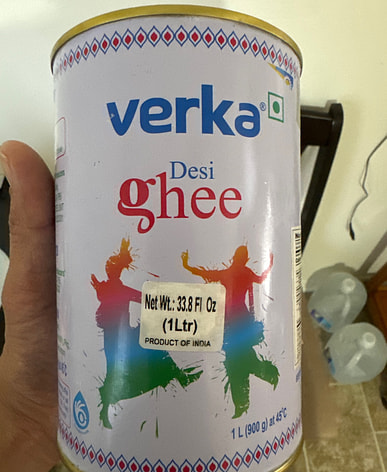 verka®
Desi
ghee
Net Wt.: 33.8 Fl Oz
(1Ltr)
PRODUCT OF INDIA
1 L (900 g) at 45°C